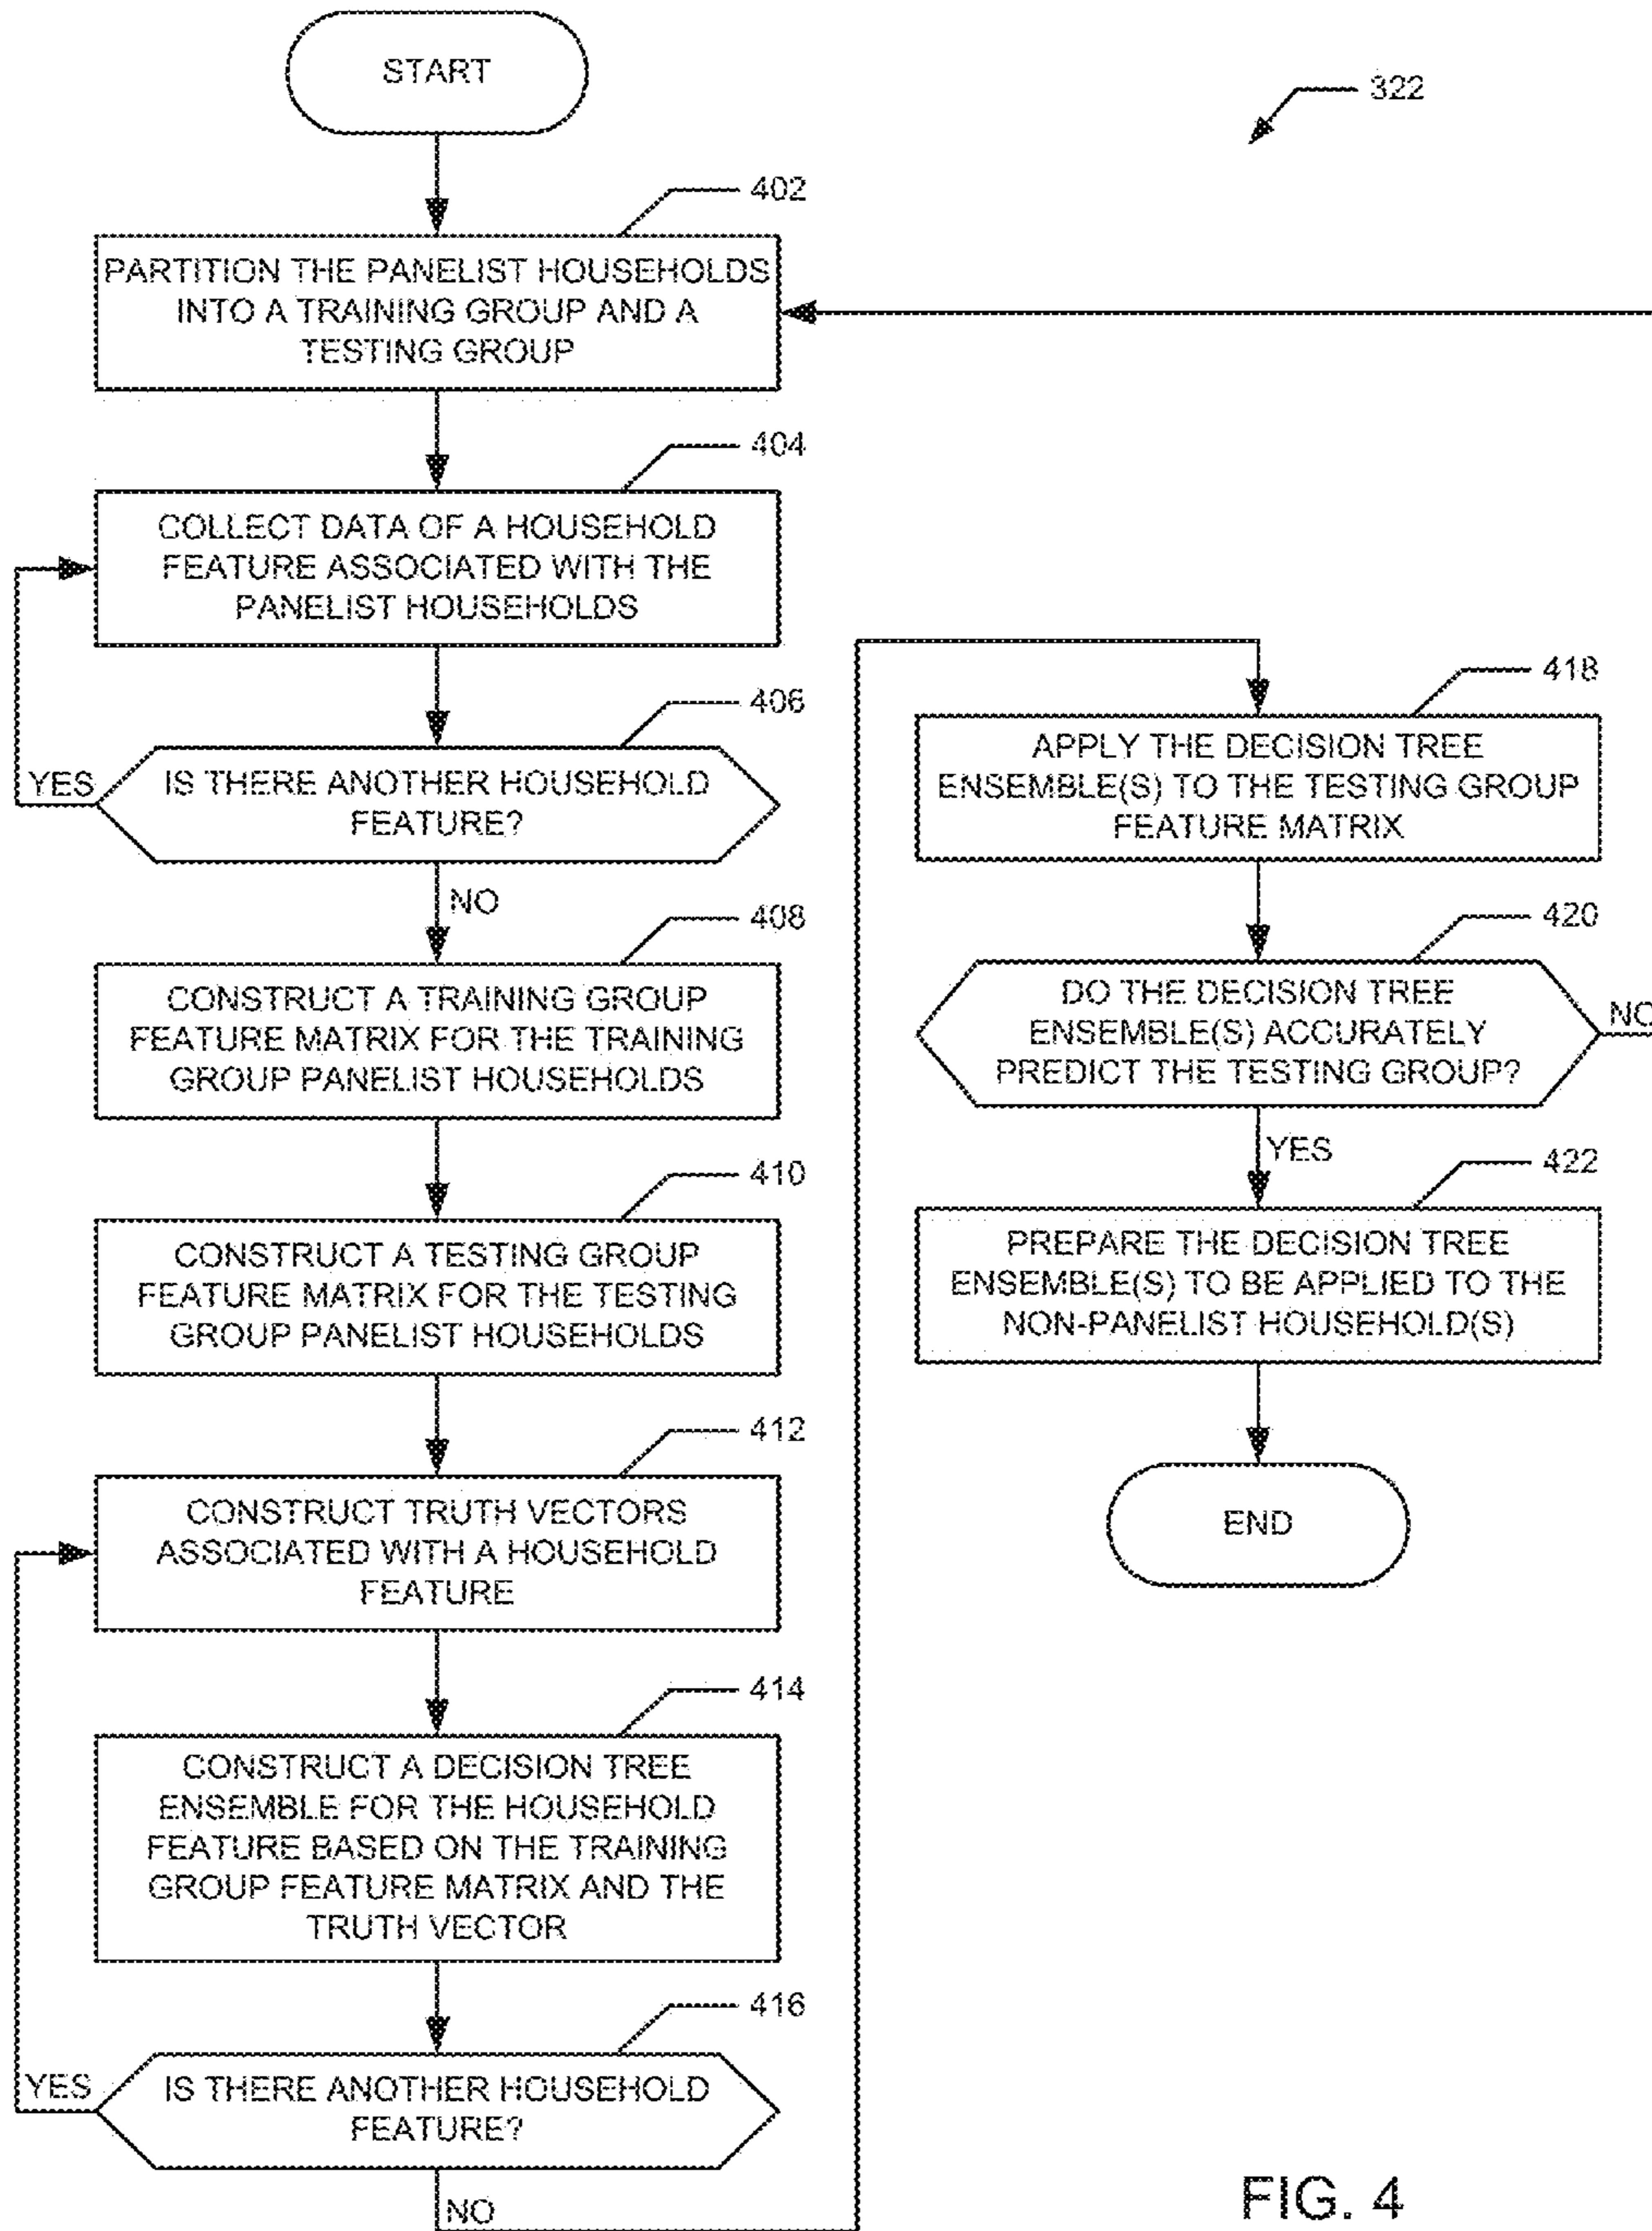 START
322
402
PARTITION THE PANELIST HOUSEHOLDS
INTO A TRAINING GROUP AND A
TESTING GROUP
404
COLLECT DATA OF A HOUSEHOLD
FEATURE ASSOCIATED WITH THE
PANELIST HOUSEHOLDS
406
YES
IS THERE ANOTHER HOUSEHOLD
FEATURE?
NO
408
CONSTRUCT A TRAINING GROUP
FEATURE MATRIX FOR THE TRAINING
GROUP PANELIST HOUSEHOLDS
410
CONSTRUCT A TESTING GROUP
FEATURE MATRIX FOR THE TESTING
GROUP PANELIST HOUSEHOLDS
412
CONSTRUCT TRUTH VECTORS
ASSOCIATED WITH A HOUSEHOLD
FEATURE
414
CONSTRUCT A DECISION TREE
ENSEMBLE FOR THE HOUSEHOLD
FEATURE BASED ON THE TRAINING
GROUP FEATURE MATRIX AND THE
TRUTH VECTOR
416
YES
IS THERE ANOTHER HOUSEHOLD
FEATURE?
NO
418
APPLY THE DECISION TREE
ENSEMBLE(S) TO THE TESTING GROUP
FEATURE MATRIX
420
DO THE DECISION TREE
ENSEMBLE(S) ACCURATELY
PREDICT THE TESTING GROUP?
NO
YES
422
PREPARE THE DECISION TREE
ENSEMBLE(S) TO BE APPLIED TO THE
NON-PANELIST HOUSEHOLD(S)
END
FIG. 4